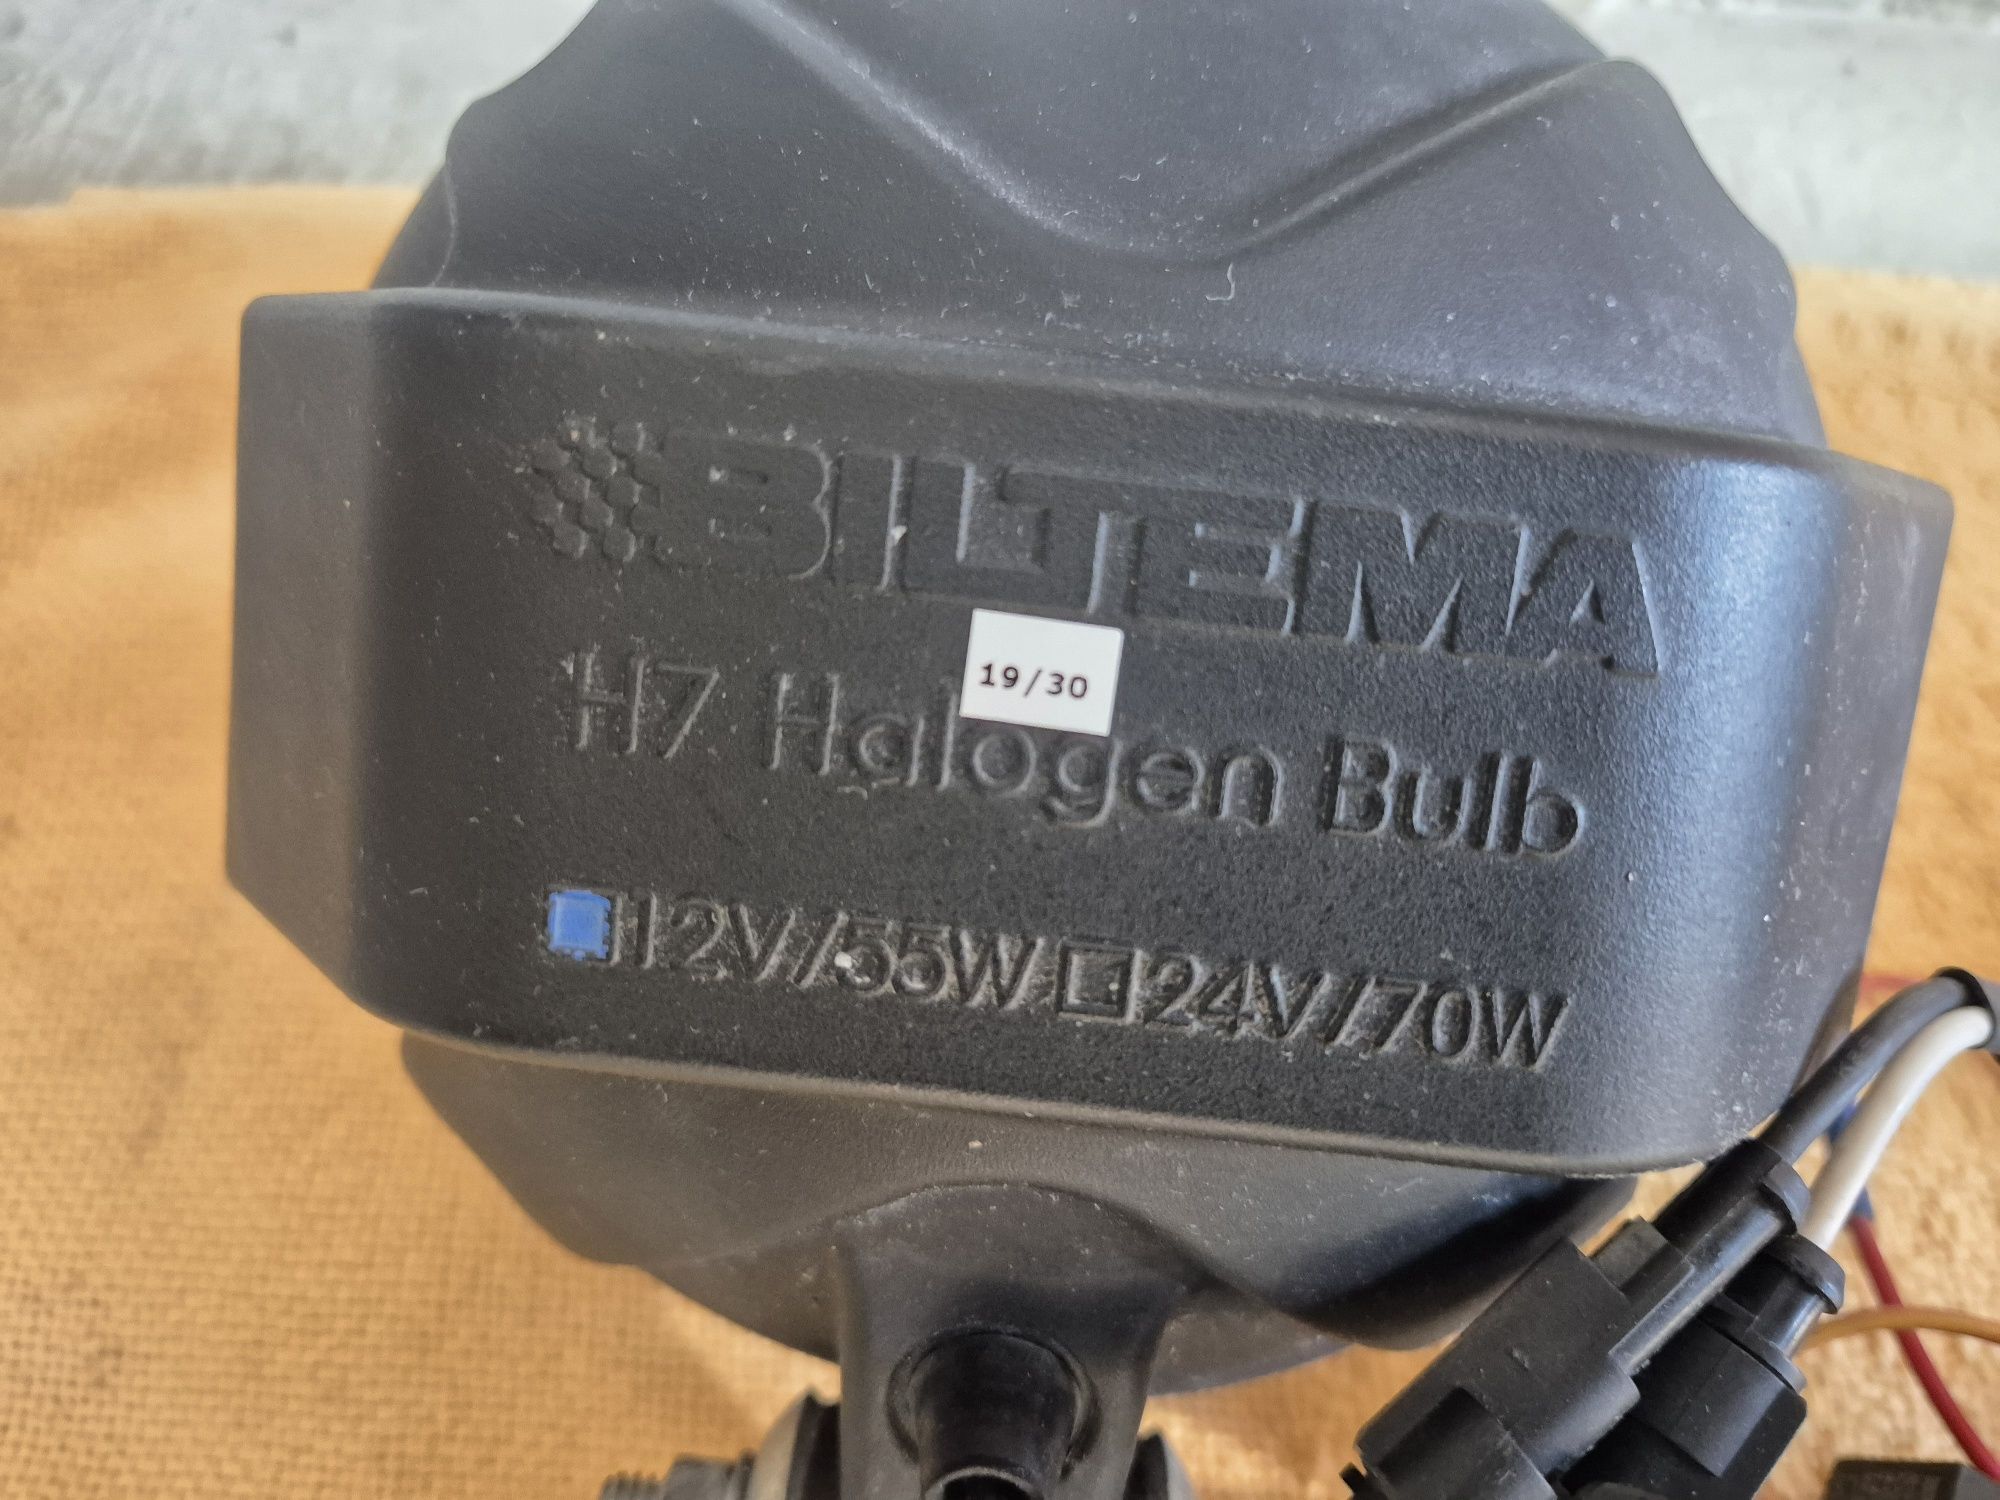 BILTEMA
19/30
H7 Halogen Bulb
12V/55W 24V/70W